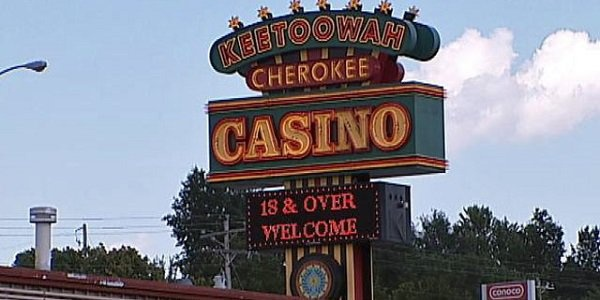 KEETOOWAH
CHEROKEE
CASINO
18 & OVER
WELCOME
conoco